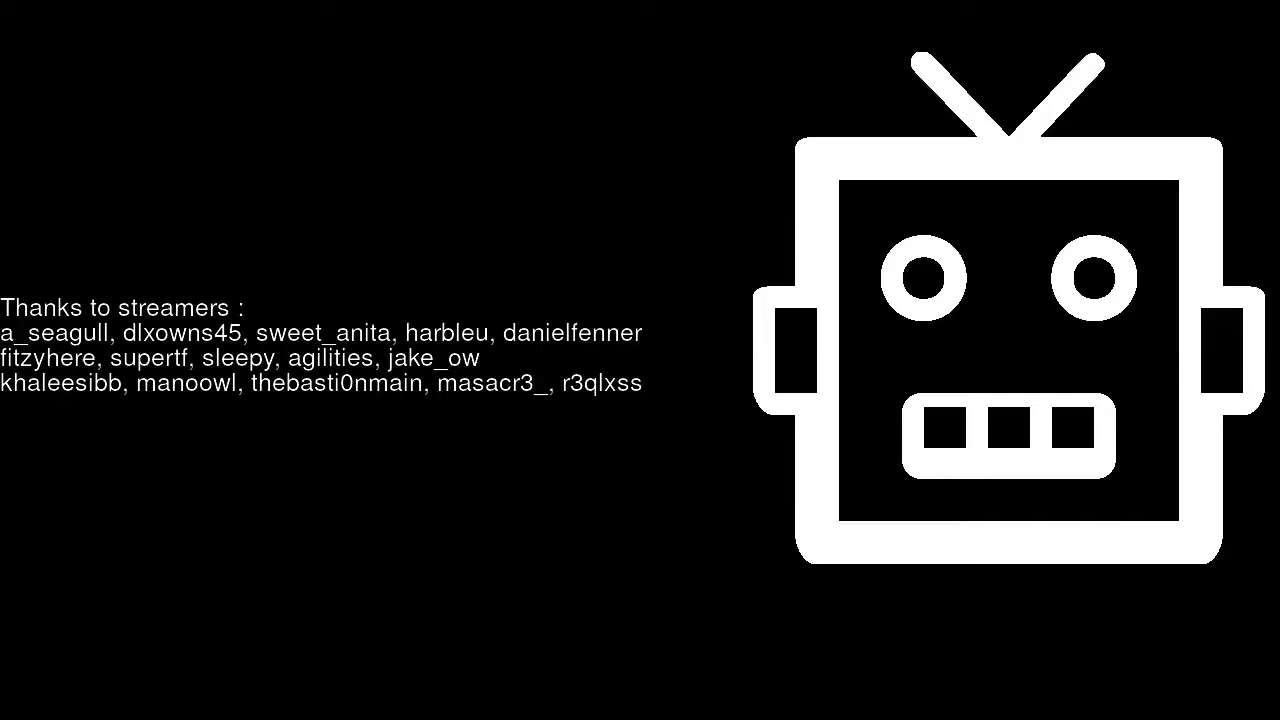 Thanks to streamers :
a_seagull, dlxowns45, sweet_anita, harbleu, danielfenner
fitzyhere, supertf, sleepy, agilities, jake_ow
khaleesibb, manoowl, thebasti0nmain, masacr3_, r3qlxss